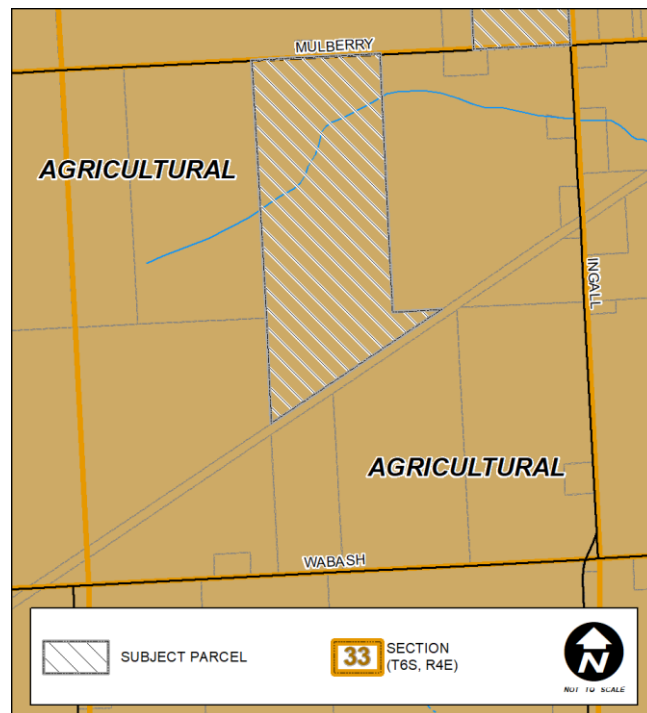 MULBERRY
AGRICULTURAL
INGALL
AGRICULTURAL
WABASH
SUBJECT PARCEL
33
SECTION
(T6S, R4E)
N
NOT TO SCALE